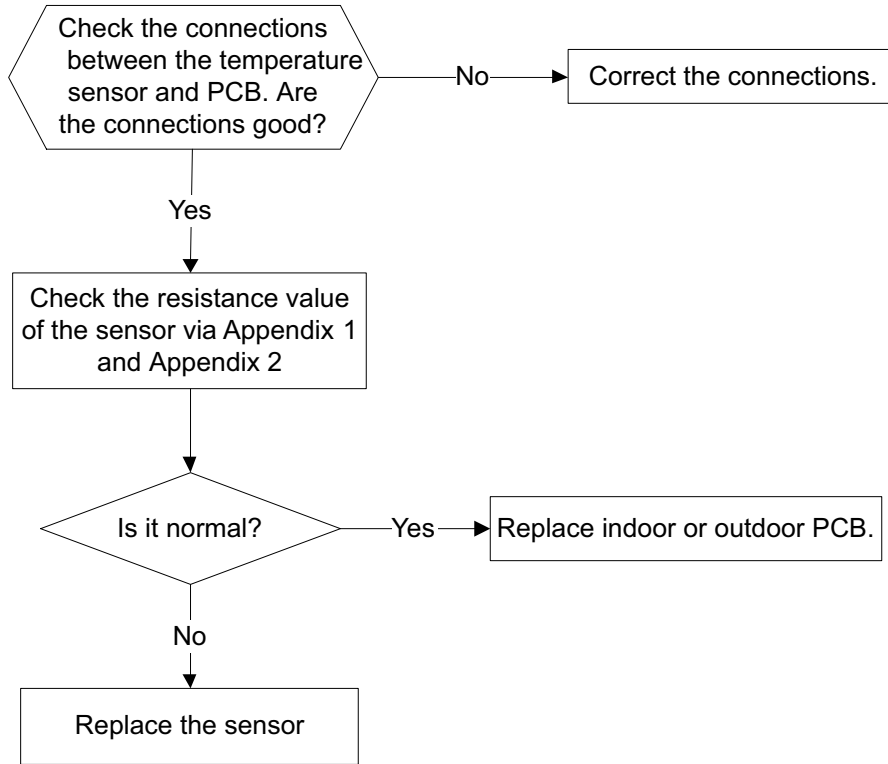 Check the connections
between the temperature
sensor and PCB. Are
the connections good?
No
Correct the connections.
Yes
Check the resistance value
of the sensor via Appendix 1
and Appendix 2
Is it normal?
Yes
Replace indoor or outdoor PCB.
No
Replace the sensor